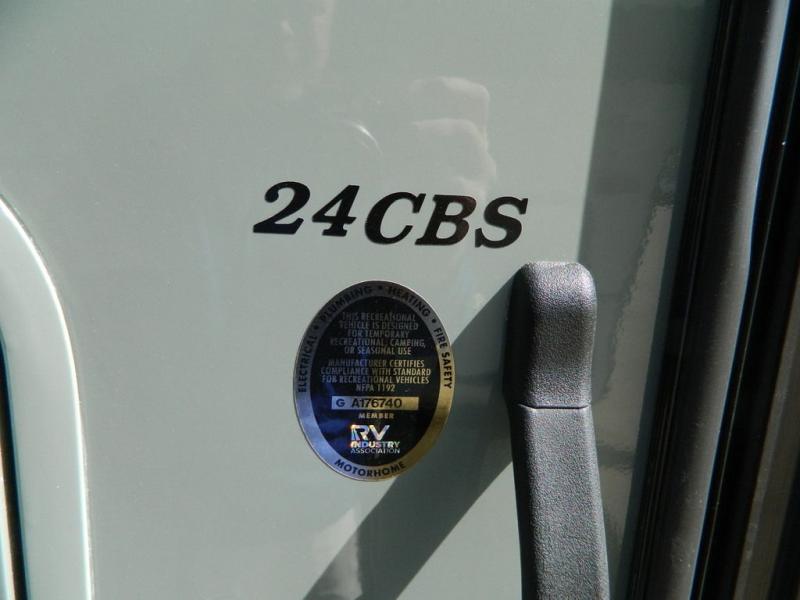 24CBS
ELECTRICAL • PLUMBING • HEATING • FIRE SAFETY
THIS RECREATIONAL
VEHICLE IS DESIGNED
FOR TEMPORARY
RECREATIONAL, CAMPING,
OR SEASONAL USE
MANUFACTURER CERTIFIES
COMPLIANCE WITH STANDARD
FOR RECREATIONAL VEHICLES
NFPA 1192
G A176740
MEMBER
RV
INDUSTRY
ASSOCIATION
MOTORHOME